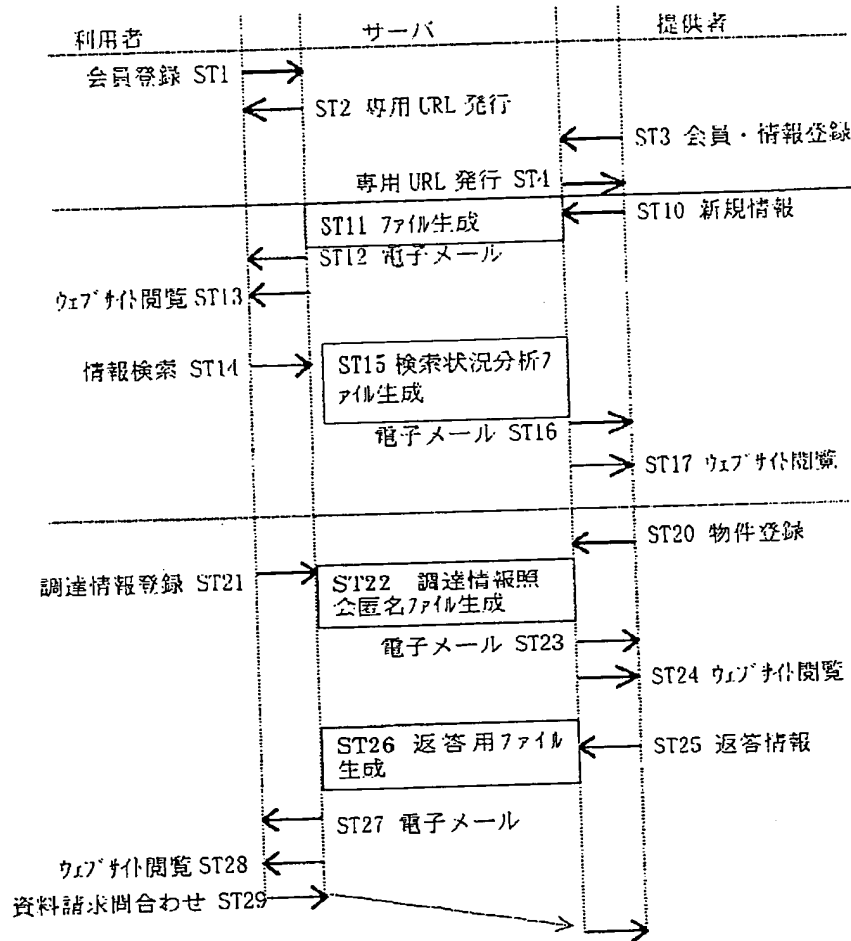 利用者 サーバ 提供者
会員登録 ST1
ST2 専用 URL 発行
ST3 会員・情報登録
専用 URL 発行 ST4
ST10 新規情報
ST11 ファイル生成
ST12 電子メール
ウェブサイト閲覧 ST13
情報検索 ST14
ST15 検索状況分析フ
ァイル生成
電子メール ST16
ST17 ウェブサイト閲覧
ST20 物件登録
調達情報登録 ST21
ST22 調達情報照
会匿名ファイル生成
電子メール ST23
ST24 ウェブサイト閲覧
ST25 返答情報
ST26 返答用ファイル
生成
ST27 電子メール
ウェブサイト閲覧 ST28
資料請求問合わせ ST29